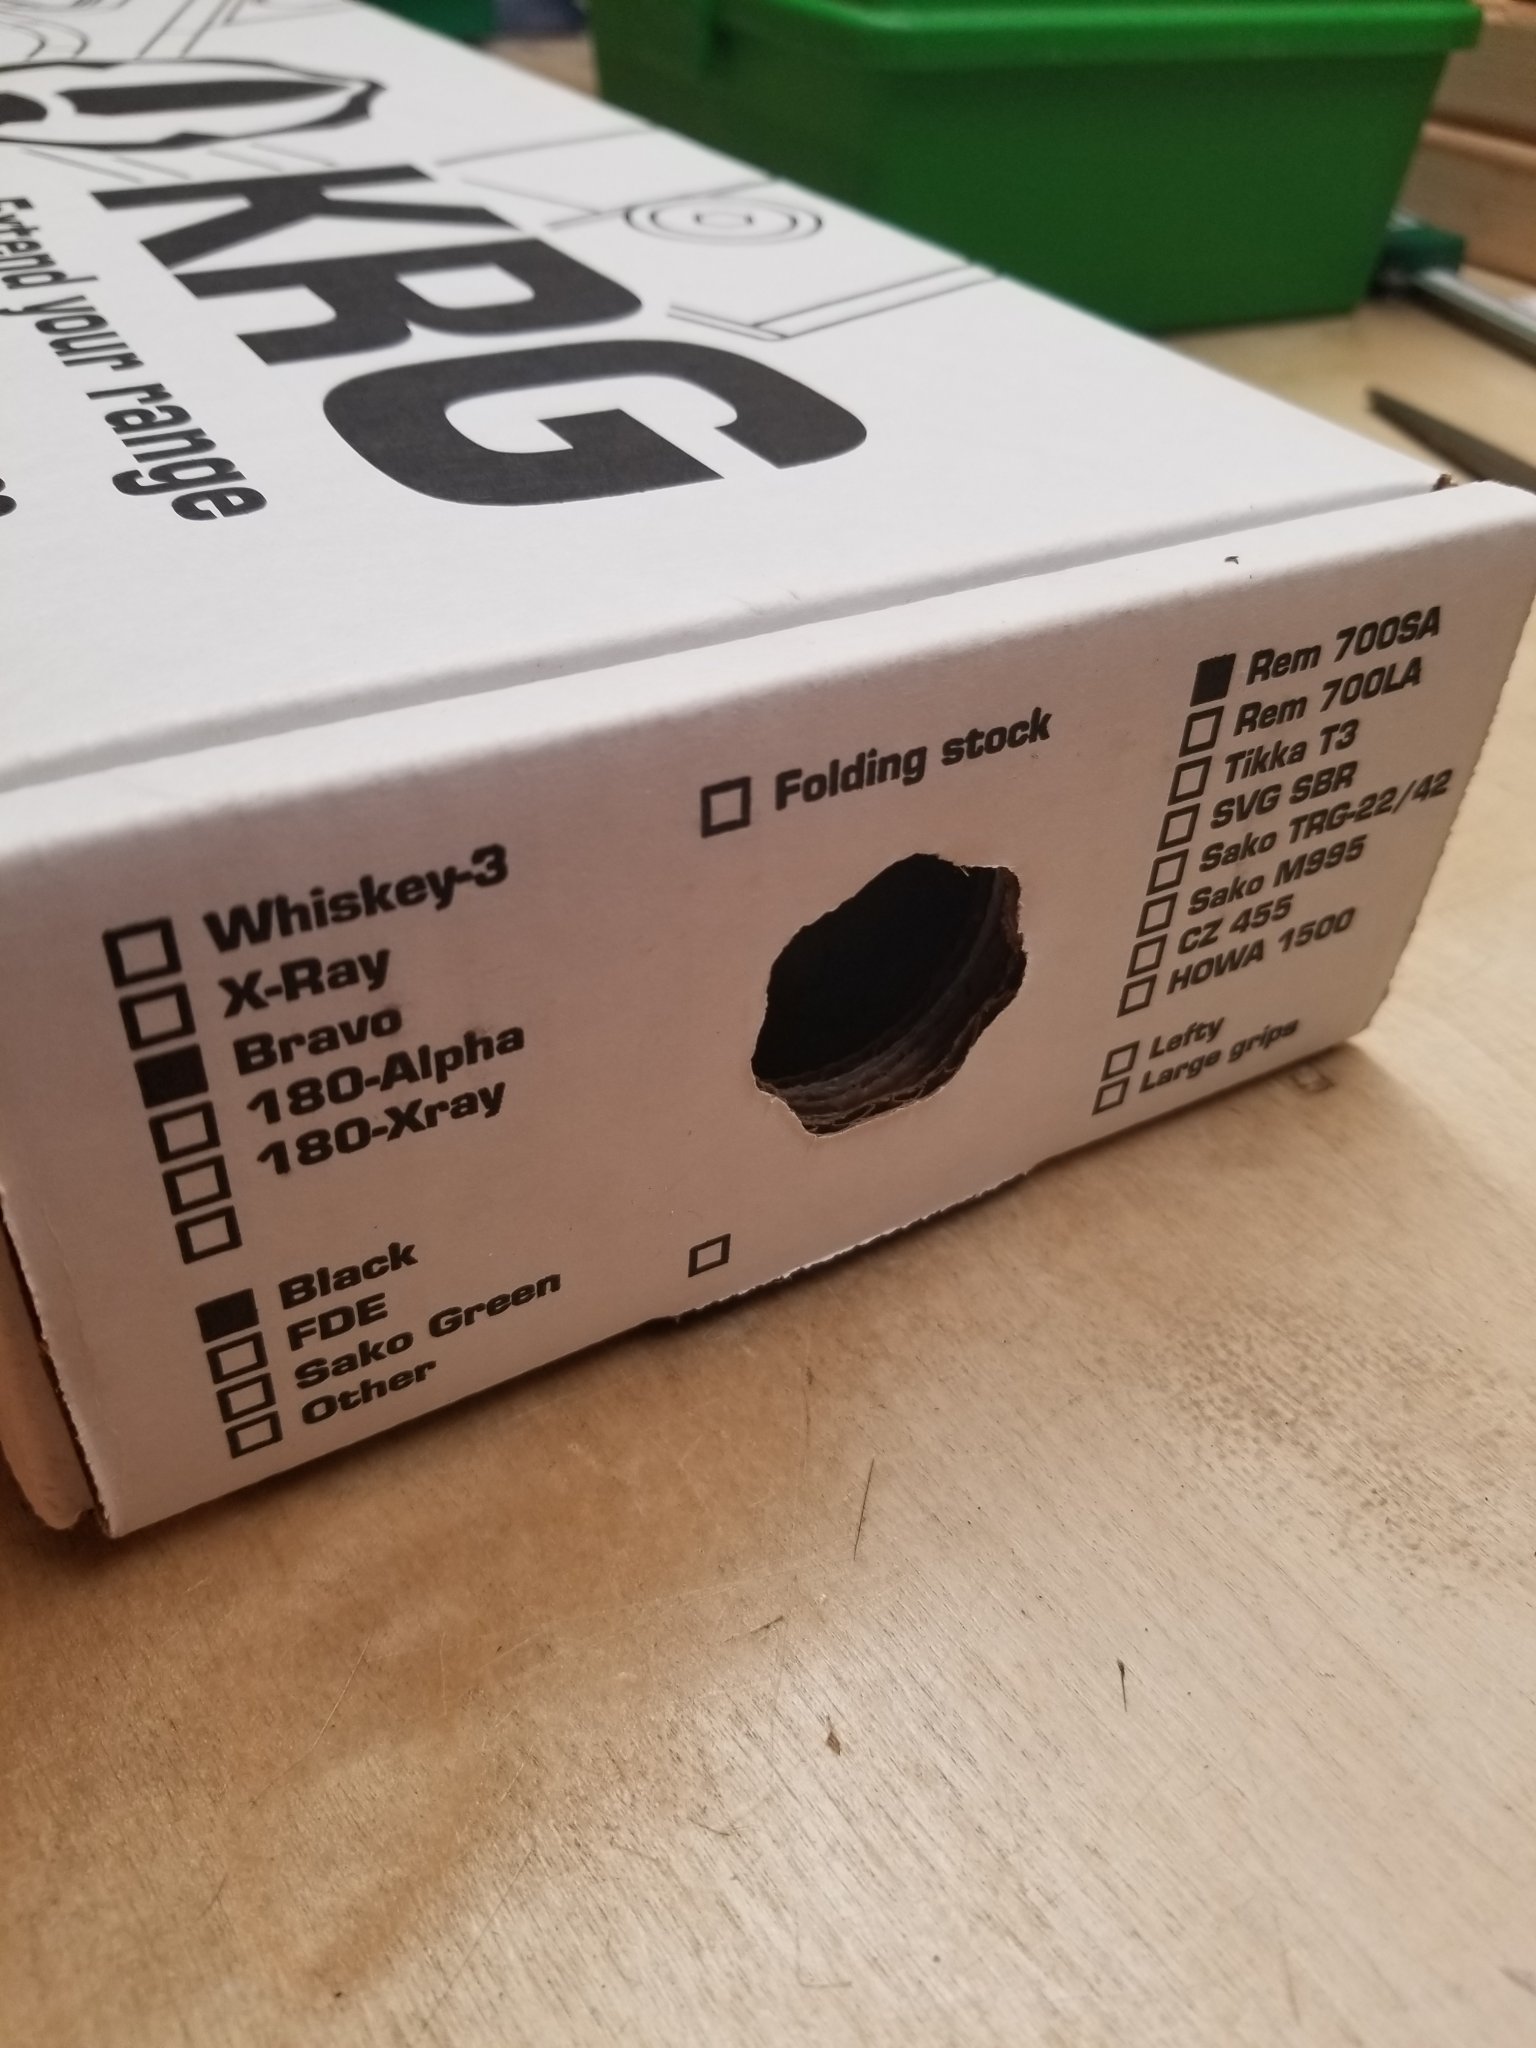 KRG
Extend your range
Whiskey-3
X-Ray
Bravo
180-Alpha
180-Xray
Black
FDE
Sako Green
Other
Folding stock
Rem 700SA
Rem 700LA
Tikka T3
SVG SBR
Sako TRG-22/42
Sako M995
CZ 455
HOWA 1500
Lefty
Large grips